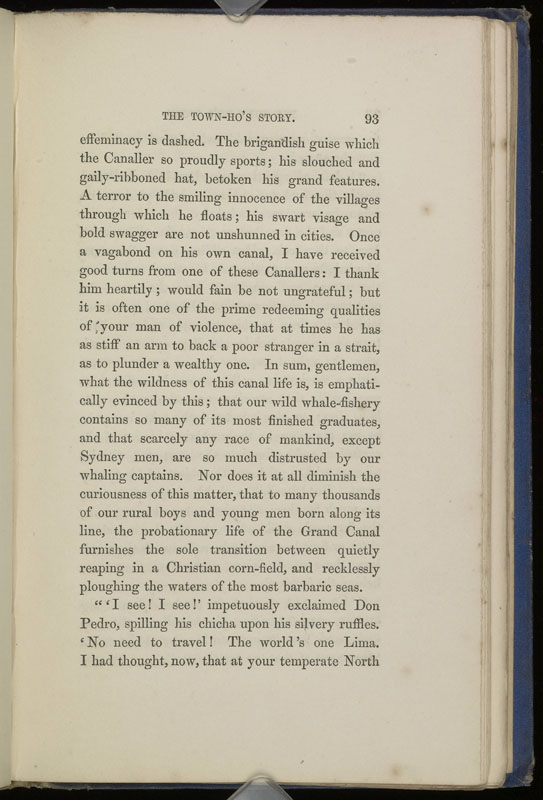 THE TOWN-HO'S STORY. 93
effeminacy is dashed. The brigandish guise which
the Canaller so proudly sports; his slouched and
gaily-ribboned hat, betoken his grand features.
A terror to the smiling innocence of the villages
through which he floats; his swart visage and
bold swagger are not unshunned in cities. Once
a vagabond on his own canal, I have received
good turns from one of these Canallers: I thank
him heartily; would fain be not ungrateful; but
it is often one of the prime redeeming qualities
of your man of violence, that at times he has
as stiff an arm to back a poor stranger in a strait,
as to plunder a wealthy one. In sum, gentlemen,
what the wildness of this canal life is, is emphati-
cally evinced by this; that our wild whale-fishery
contains so many of its most finished graduates,
and that scarcely any race of mankind, except
Sydney men, are so much distrusted by our
whaling captains. Nor does it at all diminish the
curiousness of this matter, that to many thousands
of our rural boys and young men born along its
line, the probationary life of the Grand Canal
furnishes the sole transition between quietly
reaping in a Christian corn-field, and recklessly
ploughing the waters of the most barbaric seas.
"'I see! I see!' impetuously exclaimed Don
Pedro, spilling his chicha upon his silvery ruffles.
'No need to travel! The world's one Lima.
I had thought, now, that at your temperate North